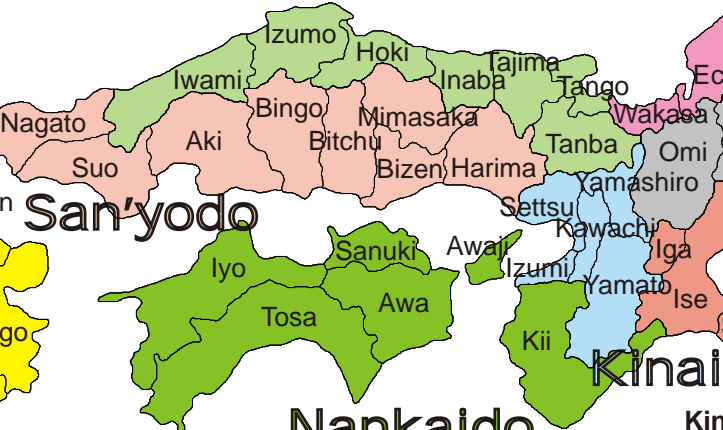 Izumo
Hoki
Tajima
Ec
Iwami
Inaba
Tango
Bingo
Mimasaka
Wakasa
Nagato
Aki
Bitchu
Tanba
Omi
Suo
Bizen
Harima
Yamashiro
n
San'yodo
Settsu
Kawachi
Sanuki
Awaji
Iga
Iyo
Izumi
Yamato
Awa
Ise
Tosa
go
Kii
Kinai
Nankaido
Kin